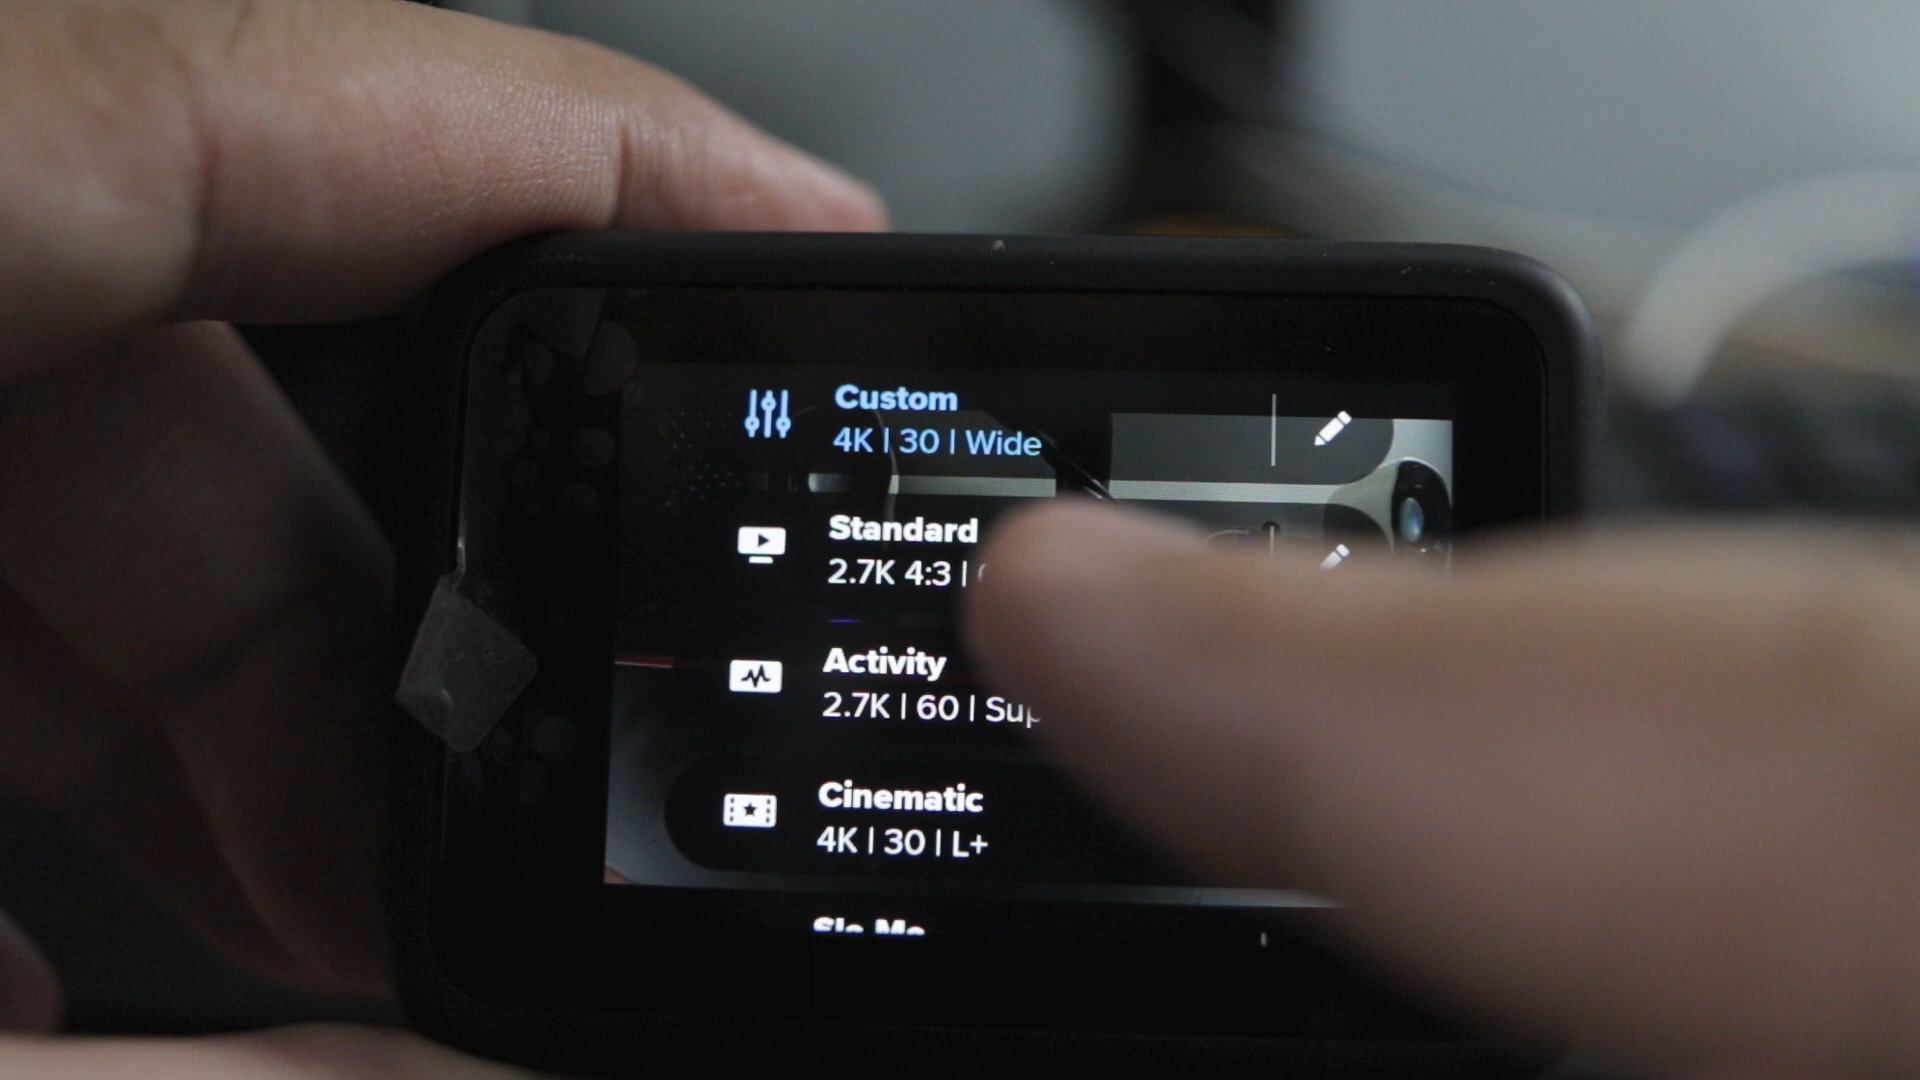 Custom
4K | 30 | Wide
Standard
2.7K 4:3 |
Activity
2.7K | 60 |
Cinematic
4K | 30 | L+